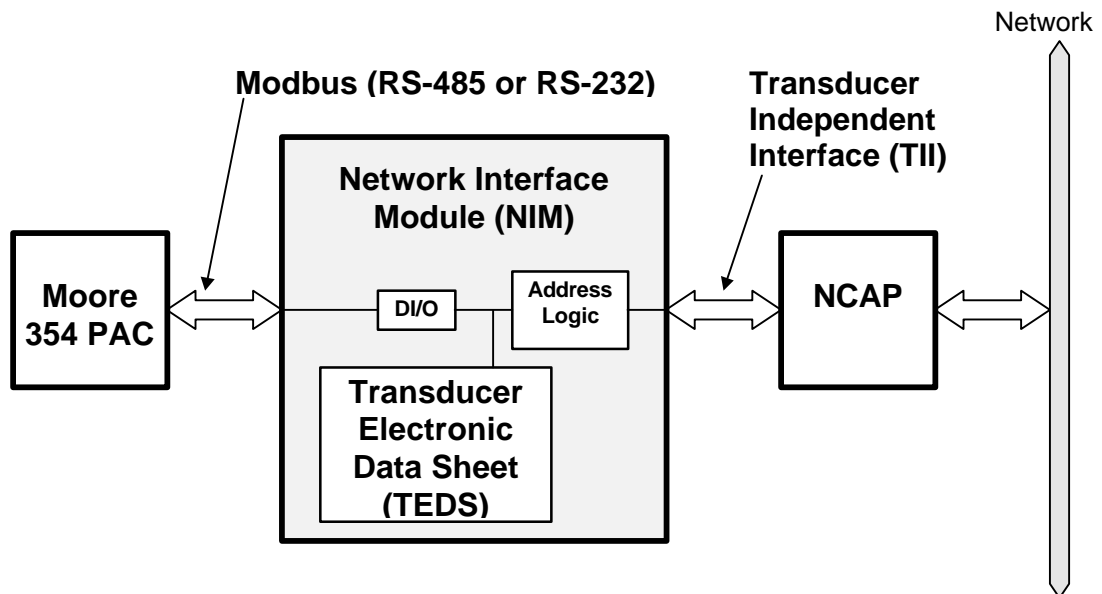 Network
Modbus (RS-485 or RS-232)
Transducer
Independent
Interface (TII)
Network Interface
Module (NIM)
Moore
354 PAC
DI/O
Address
Logic
NCAP
Transducer
Electronic
Data Sheet
(TEDS)